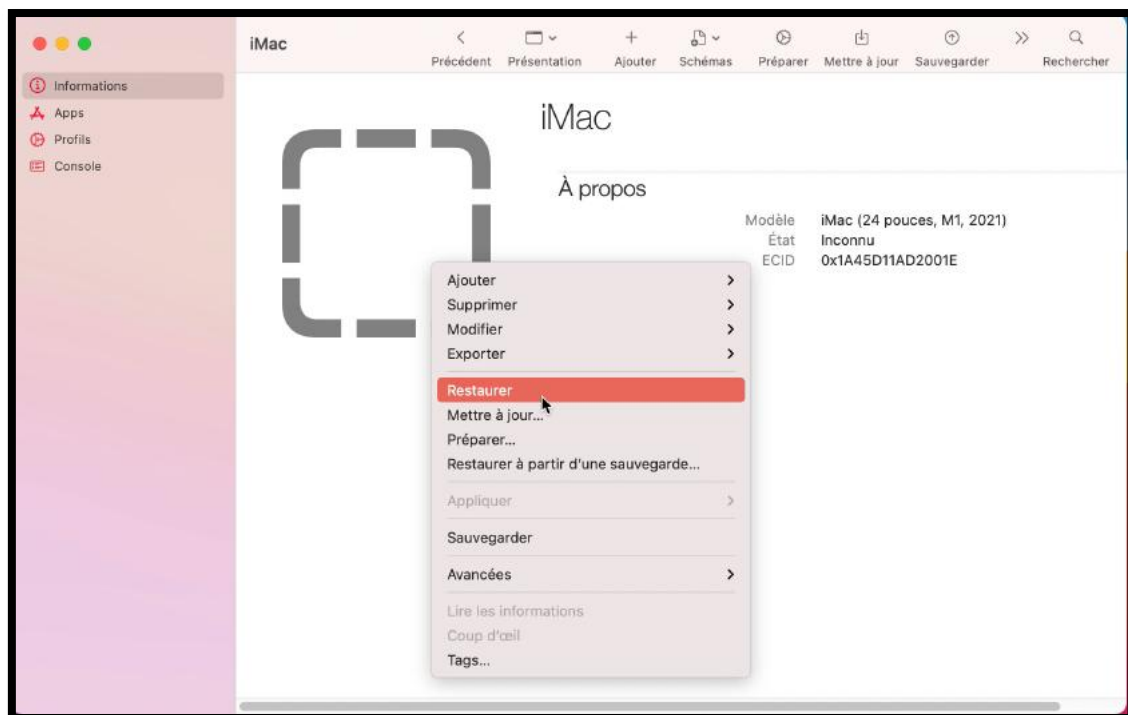 iMac
Précédent
Présentation
Ajouter
Schémas
Préparer
Mettre à jour
Sauvegarder
Rechercher
Informations
Apps
Profils
Console
iMac
À propos
Modèle iMac (24 pouces, M1, 2021)
État Inconnu
ECID 0x1A45D11AD2001E
Ajouter
Supprimer
Modifier
Exporter
Restaurer
Mettre à jour...
Préparer...
Restaurer à partir d'une sauvegarde...
Appliquer
Sauvegarder
Avancées
Lire les informations
Coup d'œil
Tags...